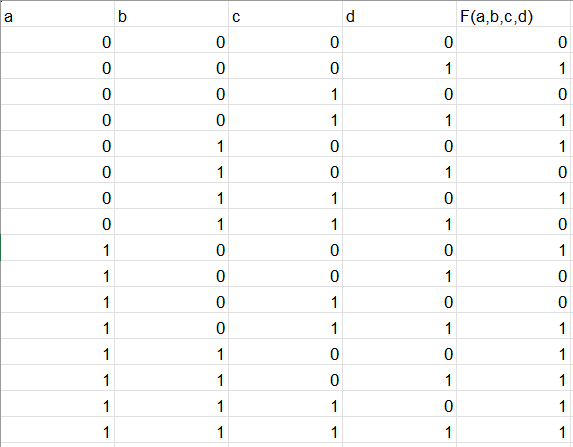 a b c d F(a,b,c,d)
0 0 0 0 0
0 0 0 1 1
0 0 1 0 0
0 0 1 1 1
0 1 0 0 1
0 1 0 1 0
0 1 1 0 1
0 1 1 1 0
1 0 0 0 1
1 0 0 1 0
1 0 1 0 0
1 0 1 1 1
1 1 0 0 1
1 1 0 1 1
1 1 1 0 1
1 1 1 1 1